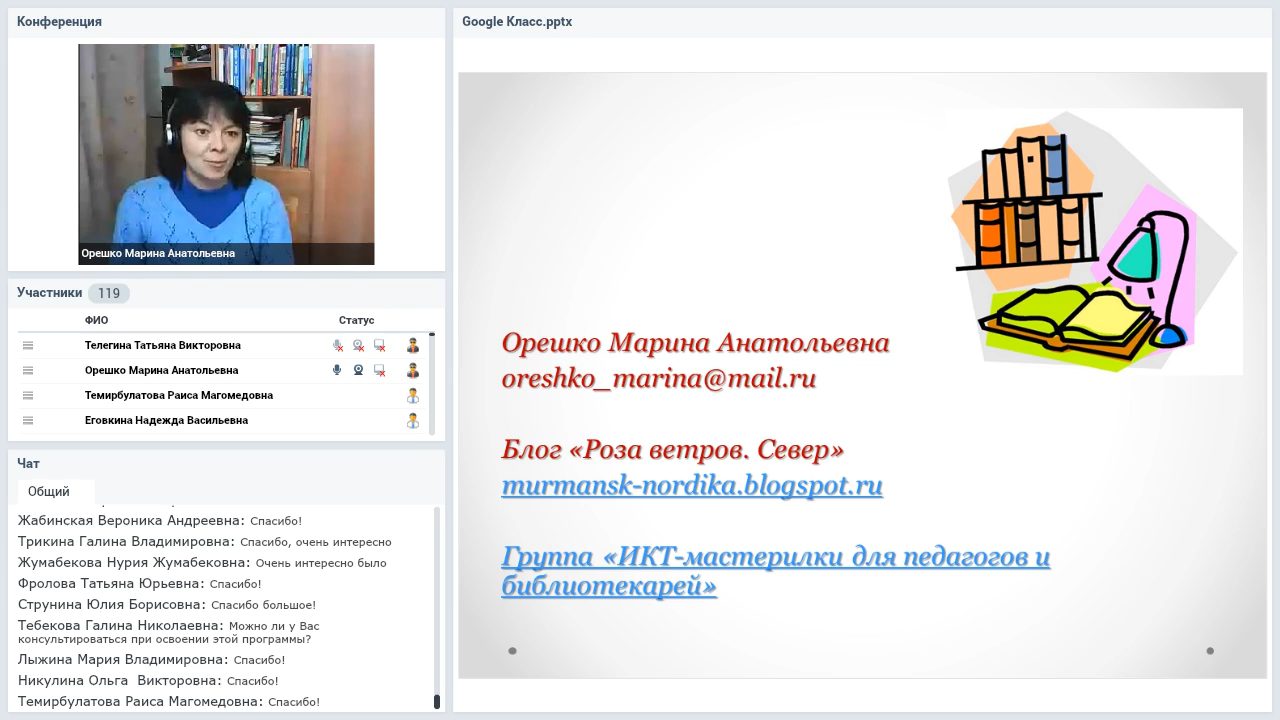 Конференция
Орешко Марина Анатольевна
Участники 119
ФИО Статус
Телегина Татьяна Викторовна
Орешко Марина Анатольевна
Темирбулатова Раиса Магомедовна
Еговкина Надежда Васильевна
Чат
Общий
Жабинская Вероника Андреевна: Спасибо!
Трикина Галина Владимировна: Спасибо, очень интересно
Жумабекова Нурия Жумабековна: Очень интересно было
Фролова Татьяна Юрьевна: Спасибо!
Струнина Юлия Борисовна: Спасибо большое!
Тебекова Галина Николаевна: Можно ли у Вас
консультироваться при освоении этой программы?
Лыжина Мария Владимировна: Спасибо!
Никулина Ольга  Викторовна: Спасибо!
Темирбулатова Раиса Магомедовна: Спасибо!
Google Класс.pptx
Орешко Марина Анатольевна
oreshko_marina@mail.ru
Блог «Роза ветров. Север»
murmansk-nordika.blogspot.ru
Группа «ИКТ-мастерилки для педагогов и
библиотекарей»